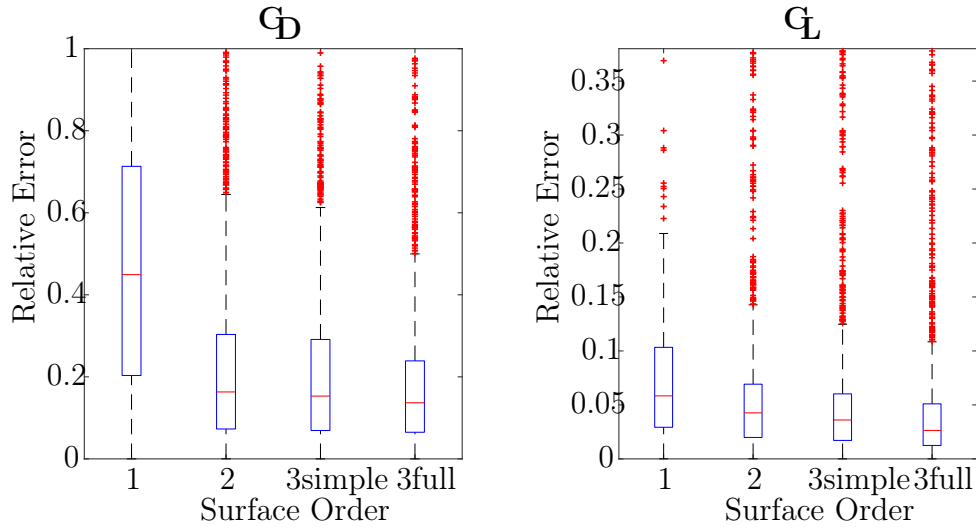 C_D
1
0.8
0.6
0.4
0.2
0
Relative Error
1 2 3simple 3full
Surface Order
C_L
0.35
0.3
0.25
0.2
0.15
0.1
0.05
0
Relative Error
1 2 3simple 3full
Surface Order